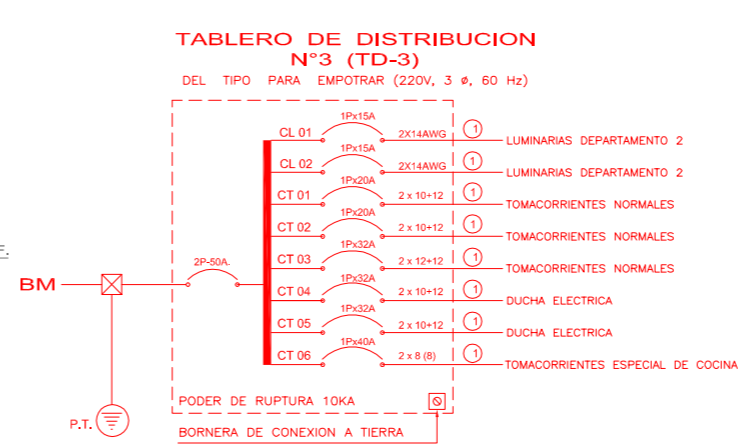 TABLERO DE DISTRIBUCION
N°3 (TD-3)
DEL TIPO PARA EMPOTRAR (220V, 3 ø, 60 Hz)
CL 01 1Px15A 2X14AWG 1 LUMINARIAS DEPARTAMENTO 2
CL 02 1Px15A 2X14AWG 1 LUMINARIAS DEPARTAMENTO 2
CT 01 1Px20A 2 x 10+12 1 TOMACORRIENTES NORMALES
CT 02 1Px20A 2 x 10+12 1 TOMACORRIENTES NORMALES
CT 03 1Px32A 2 x 12+12 1 TOMACORRIENTES NORMALES
BM 2P-50A.
CT 04 1Px32A 2 x 10+12 1 DUCHA ELECTRICA
CT 05 1Px32A 2 x 10+12 1 DUCHA ELECTRICA
CT 06 1Px40A 2 x 8 (8) 1 TOMACORRIENTES ESPECIAL DE COCINA
PODER DE RUPTURA 10KA
P.T.
BORNERA DE CONEXION A TIERRA